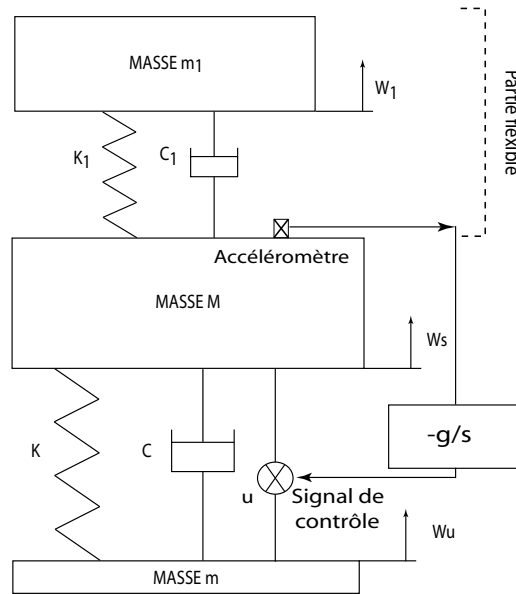 MASSE m1
W1
Partie flexible
K1
C1
Accéléromètre
MASSE M
Ws
-g/s
K
C
u
Signal de
contrôle
Wu
MASSE m